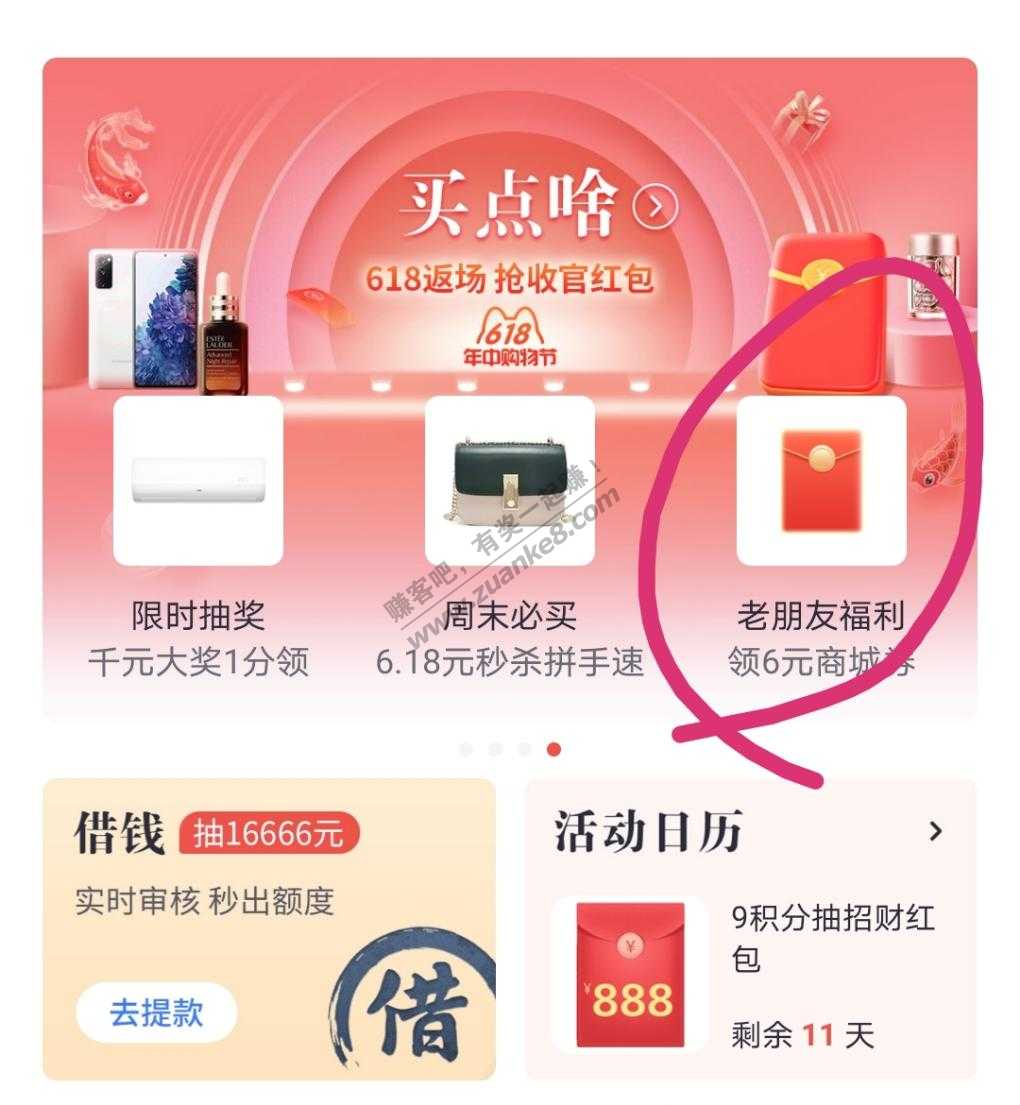 买点啥
618返场 抢收官红包
618
年中购物节
ESTĒE
LAUDER
Advanced
Night Repair
赚客吧，有奖一起赚！
www.zuanke8.com
限时抽奖
周末必买
老朋友福利
千元大奖1分领
6.18元秒杀拼手速
领6元商城券
借钱
抽16666元
实时审核 秒出额度
去提款
借
活动日历
9积分抽招财红
包
¥
¥888
剩余 11 天